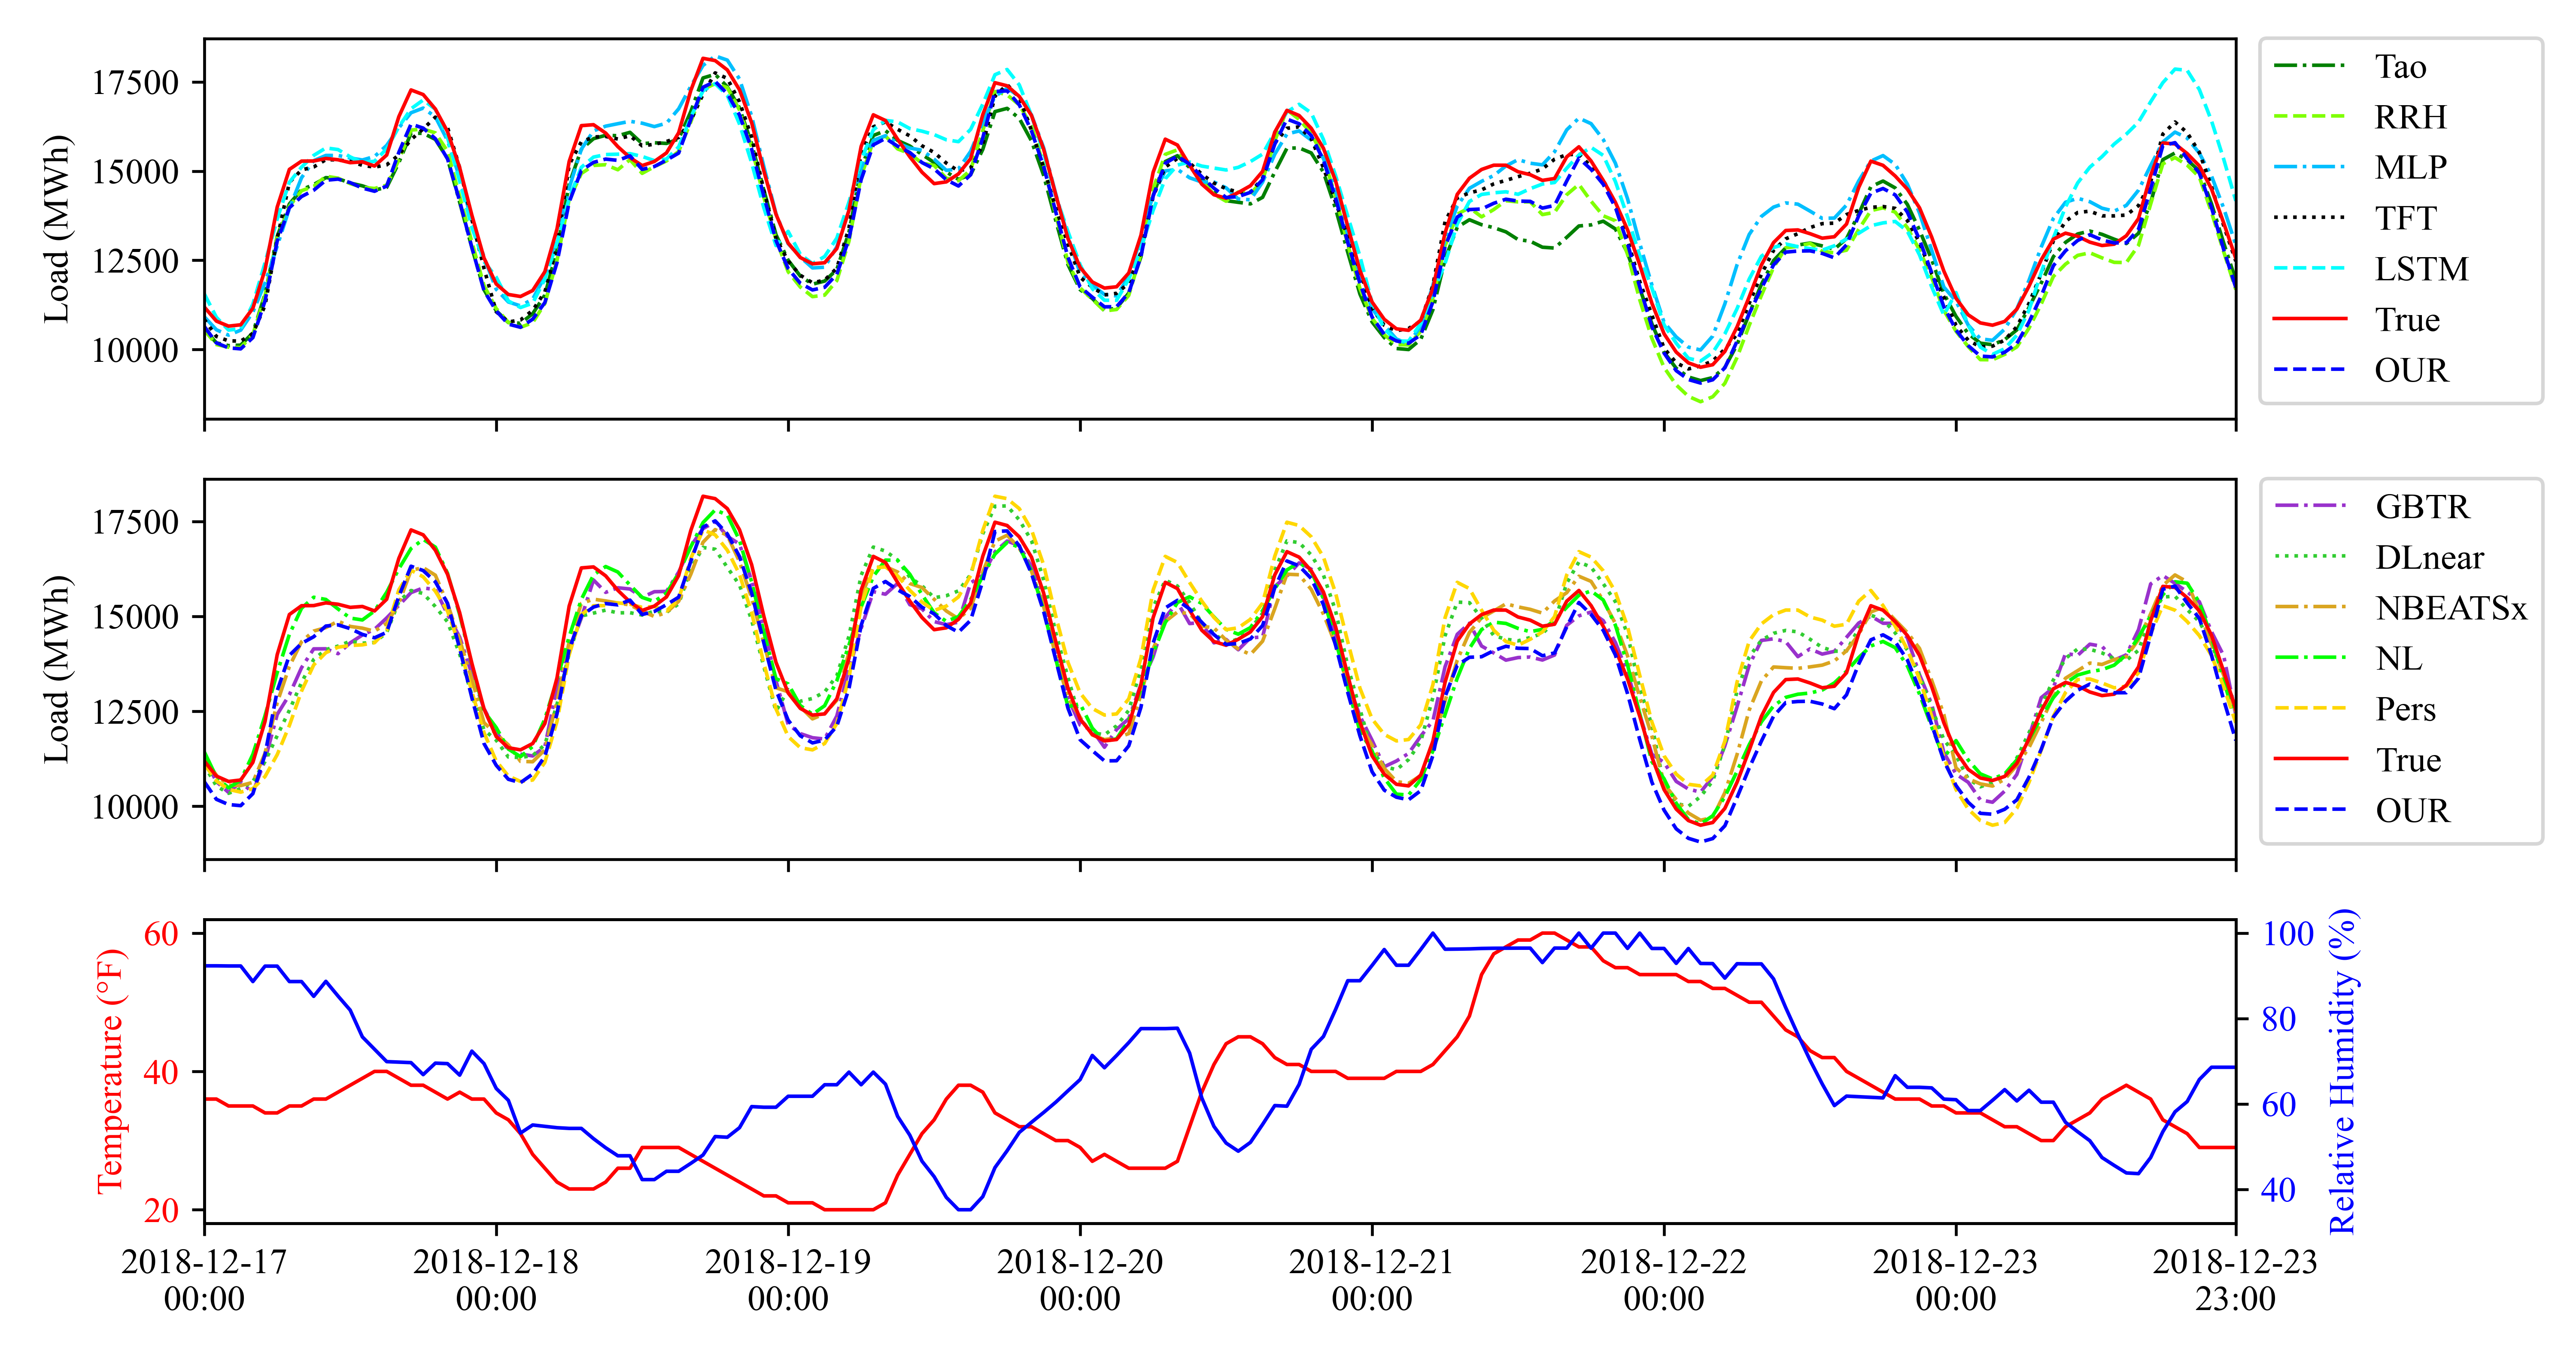 Load (MWh)
17500
15000
12500
10000
Tao
RRH
MLP
TFT
LSTM
True
OUR
Load (MWh)
17500
15000
12500
10000
GBTR
DLnear
NBEATSx
NL
Pers
True
OUR
Temperature (°F)
60
40
20
100
80
60
40
Relative Humidity (%)
2018-12-17
00:00
2018-12-18
00:00
2018-12-19
00:00
2018-12-20
00:00
2018-12-21
00:00
2018-12-22
00:00
2018-12-23
00:00
2018-12-23
23:00